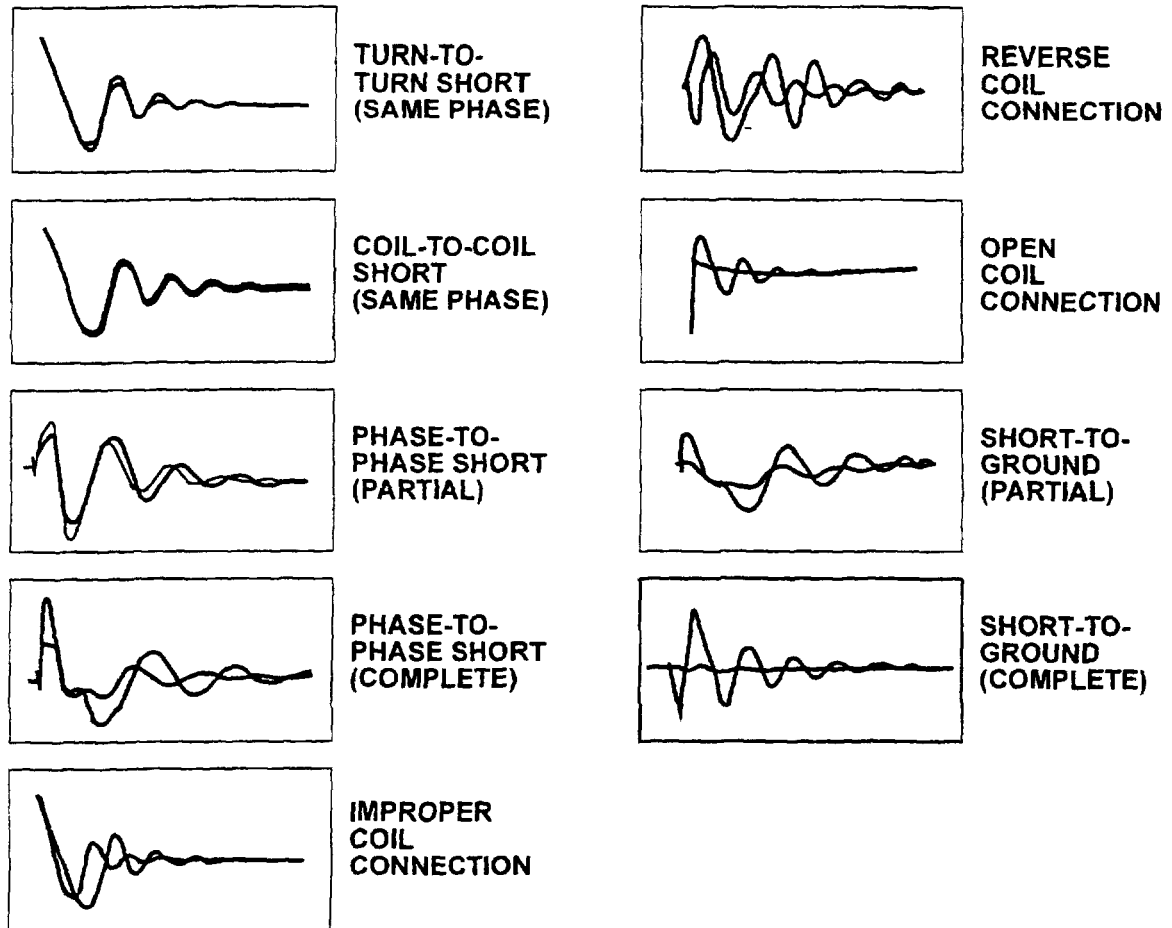 TURN-TO-
TURN SHORT
(SAME PHASE)
COIL-TO-COIL
SHORT
(SAME PHASE)
PHASE-TO-
PHASE SHORT
(PARTIAL)
PHASE-TO-
PHASE SHORT
(COMPLETE)
IMPROPER
COIL
CONNECTION
REVERSE
COIL
CONNECTION
OPEN
COIL
CONNECTION
SHORT-TO-
GROUND
(PARTIAL)
SHORT-TO-
GROUND
(COMPLETE)